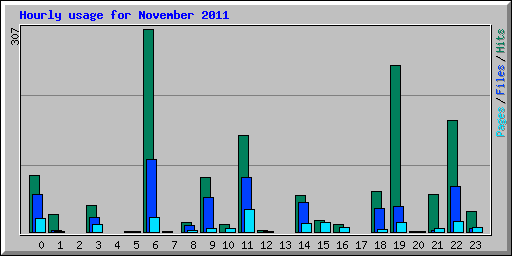 Hourly usage for November 2011
307
Pages / Files / Hits
0 1 2 3 4 5 6 7 8 9 10 11 12 13 14 15 16 17 18 19 20 21 22 23